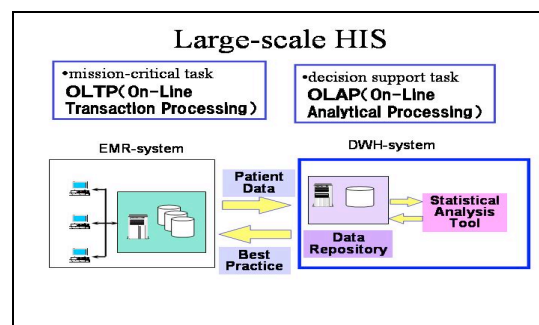 Large-scale HIS
•mission-critical task
OLTP(On-Line
Transaction Processing)
•decision support task
OLAP(On-Line
Analytical Processing)
EMR-system
DWH-system
Patient
Data
Statistical
Analysis
Tool
Data
Repository
Best
Practice